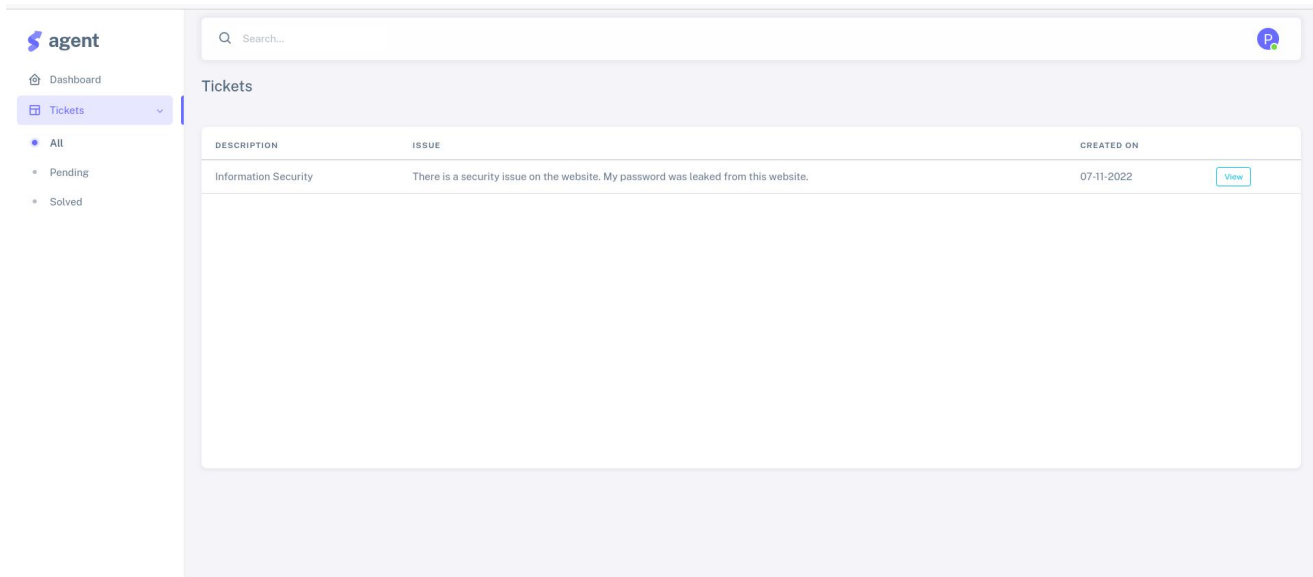 agent
Search...
P
Dashboard
Tickets
All
Pending
Solved
Tickets
DESCRIPTION ISSUE CREATED ON
Information Security There is a security issue on the website. My password was leaked from this website. 07-11-2022 View